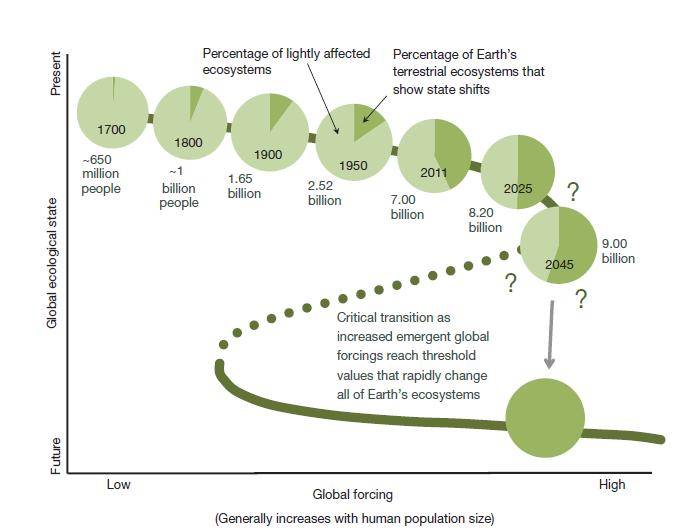 Percentage of lightly affected
ecosystems
Percentage of Earth's
terrestrial ecosystems that
show state shifts
Present
Global ecological state
Future
1700
~650
million
people
1800
~1
billion
people
1900
1.65
billion
1950
2.52
billion
2011
7.00
billion
2025
8.20
billion
?
2045
9.00
billion
?
?
Critical transition as
increased emergent global
forcings reach threshold
values that rapidly change
all of Earth's ecosystems
Low
Global forcing
High
(Generally increases with human population size)